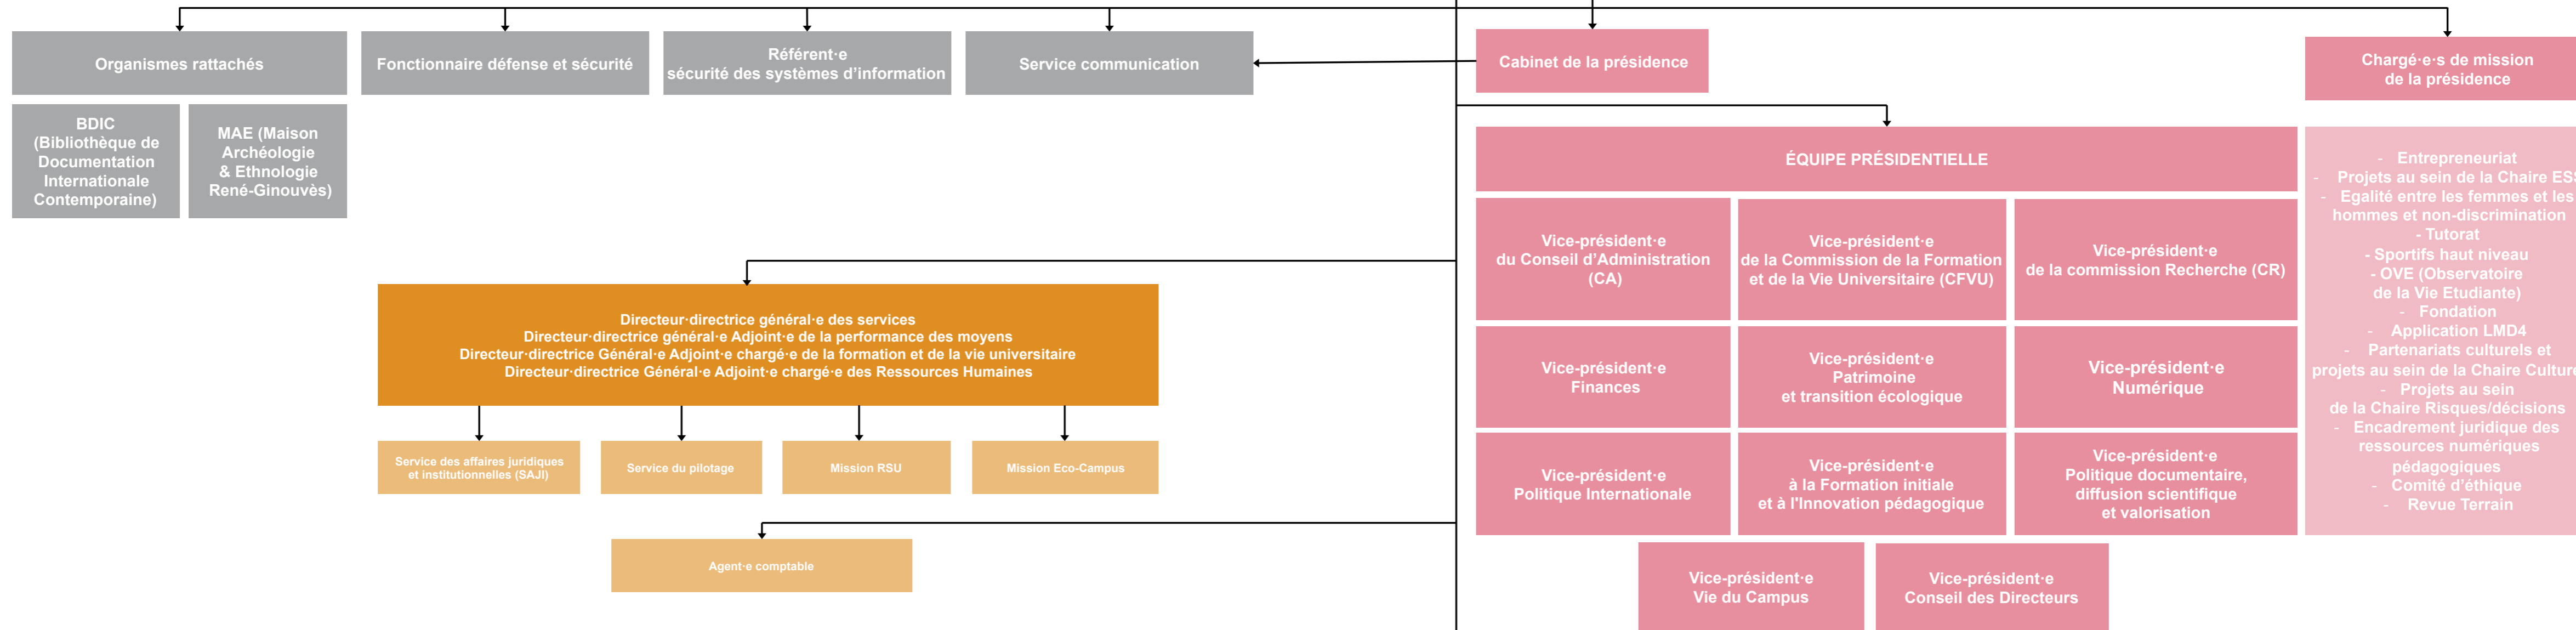 Organismes rattachés
Fonctionnaire défense et sécurité
Référent·e
sécurité des systèmes d'information
Service communication
Cabinet de la présidence
Chargé·e·s de mission
de la présidence
BDIC
(Bibliothèque de
Documentation
Internationale
Contemporaine)
MAE (Maison
Archéologie
& Ethnologie
René-Ginouvès)
ÉQUIPE PRÉSIDENTIELLE
Vice-président·e
du Conseil d'Administration
(CA)
Vice-président·e
de la Commission de la Formation
et de la Vie Universitaire (CFVU)
Vice-président·e
de la commission Recherche (CR)
Vice-président·e
Finances
Vice-président·e
Patrimoine
et transition écologique
Vice-président·e
Numérique
Vice-président·e
Politique Internationale
Vice-président·e
à la Formation initiale
et à l'Innovation pédagogique
Vice-président·e
Politique documentaire,
diffusion scientifique
et valorisation
Vice-président·e
Vie du Campus
Vice-président·e
Conseil des Directeurs
- Entrepreneuriat
- Projets au sein de la Chaire ESS
- Egalité entre les femmes et les
hommes et non-discrimination
- Tutorat
- Sportifs haut niveau
- OVE (Observatoire
de la Vie Etudiante)
- Fondation
- Application LMD4
- Partenariats culturels et
projets au sein de la Chaire Culture
- Projets au sein
de la Chaire Risques/décisions
- Encadrement juridique des
ressources numériques
pédagogiques
- Comité d'éthique
- Revue Terrain
Directeur·directrice général·e des services
Directeur·directrice général·e Adjoint·e de la performance des moyens
Directeur·directrice Général·e Adjoint·e chargé·e de la formation et de la vie universitaire
Directeur·directrice Général·e Adjoint·e chargé·e des Ressources Humaines
Service des affaires juridiques
et institutionnelles (SAJI)
Service du pilotage
Mission RSU
Mission Eco-Campus
Agent·e comptable